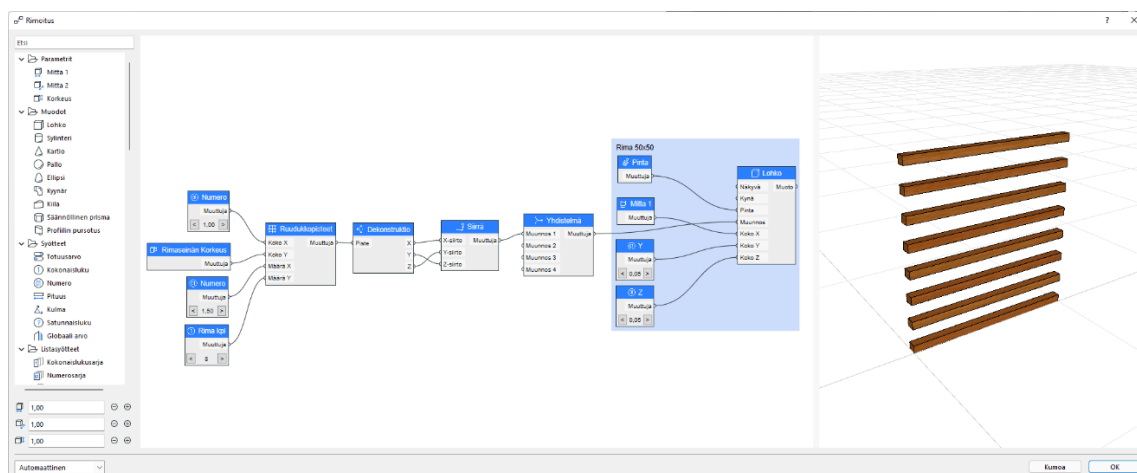 Rimoitus
? ×
Etsi
Parametrit
Mitta 1
Mitta 2
Korkeus
Muodot
Lohko
Sylinteri
Kartio
Pallo
Ellipsi
Kyynär
Kiila
Säännöllinen prisma
Profiilin pursotus
Syötteet
Totuusarvo
Kokonaisluku
Numero
Pituus
Kulma
Satunnaisluku
Globaali arvo
Listasyötteet
Kokonaislukusarja
Numerosarja
1,00
1,00
1,00
Automaattinen
Numero
Muuttuja
< 1,00 >
Rimaseinän Korkeus
Muuttuja
Numero
Muuttuja
< 1,50 >
Rima kpl
Muuttuja
< 8 >
Ruudukkopisteet
Koko X Muuttuja
Koko Y
Määrä X
Määrä Y
Dekonstruktio
Piste X
Y
Z
Siirrä
X-siirto Muuttuja
Y-siirto
Z-siirto
Yhdistelmä
Muunnos 1 Muuttuja
Muunnos 2
Muunnos 3
Muunnos 4
Rima 50x50
Pinta
Muuttuja
Mitta 1
Muuttuja
Y
Muuttuja
< 0,05 >
Z
Muuttuja
< 0,05 >
Lohko
Näkyvä Muoto
Kynä
Pinta
Muunnos
Koko X
Koko Y
Koko Z
Kumoa
OK